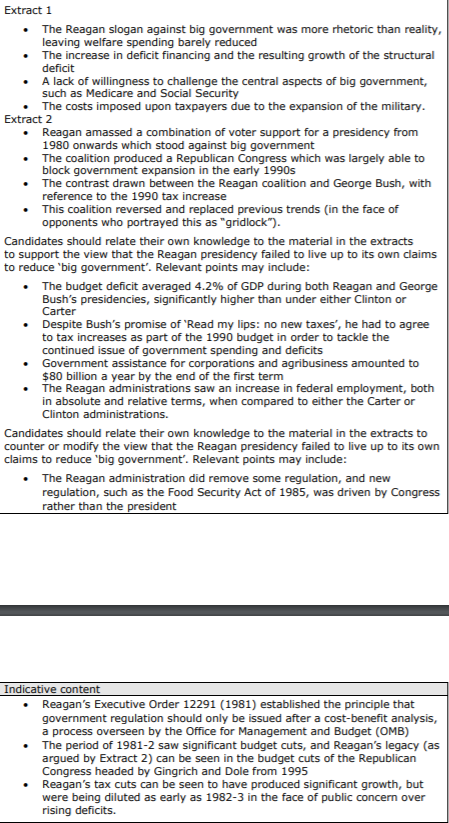 Extract 1
• The Reagan slogan against big government was more rhetoric than reality,
leaving welfare spending barely reduced
• The increase in deficit financing and the resulting growth of the structural
deficit
• A lack of willingness to challenge the central aspects of big government,
such as Medicare and Social Security
• The costs imposed upon taxpayers due to the expansion of the military.
Extract 2
• Reagan amassed a combination of voter support for a presidency from
1980 onwards which stood against big government
• The coalition produced a Republican Congress which was largely able to
block government expansion in the early 1990s
• The contrast drawn between the Reagan coalition and George Bush, with
reference to the 1990 tax increase
• This coalition reversed and replaced previous trends (in the face of
opponents who portrayed this as "gridlock").
Candidates should relate their own knowledge to the material in the extracts
to support the view that the Reagan presidency failed to live up to its own claims
to reduce 'big government'. Relevant points may include:
• The budget deficit averaged 4.2% of GDP during both Reagan and George
Bush's presidencies, significantly higher than under either Clinton or
Carter
• Despite Bush's promise of 'Read my lips: no new taxes', he had to agree
to tax increases as part of the 1990 budget in order to tackle the
continued issue of government spending and deficits
• Government assistance for corporations and agribusiness amounted to
$80 billion a year by the end of the first term
• The Reagan administrations saw an increase in federal employment, both
in absolute and relative terms, when compared to either the Carter or
Clinton administrations.
Candidates should relate their own knowledge to the material in the extracts to
counter or modify the view that the Reagan presidency failed to live up to its own
claims to reduce 'big government'. Relevant points may include:
• The Reagan administration did remove some regulation, and new
regulation, such as the Food Security Act of 1985, was driven by Congress
rather than the president
Indicative content
• Reagan's Executive Order 12291 (1981) established the principle that
government regulation should only be issued after a cost-benefit analysis,
a process overseen by the Office for Management and Budget (OMB)
• The period of 1981-2 saw significant budget cuts, and Reagan's legacy (as
argued by Extract 2) can be seen in the budget cuts of the Republican
Congress headed by Gingrich and Dole from 1995
• Reagan's tax cuts can be seen to have produced significant growth, but
were being diluted as early as 1982-3 in the face of public concern over
rising deficits.